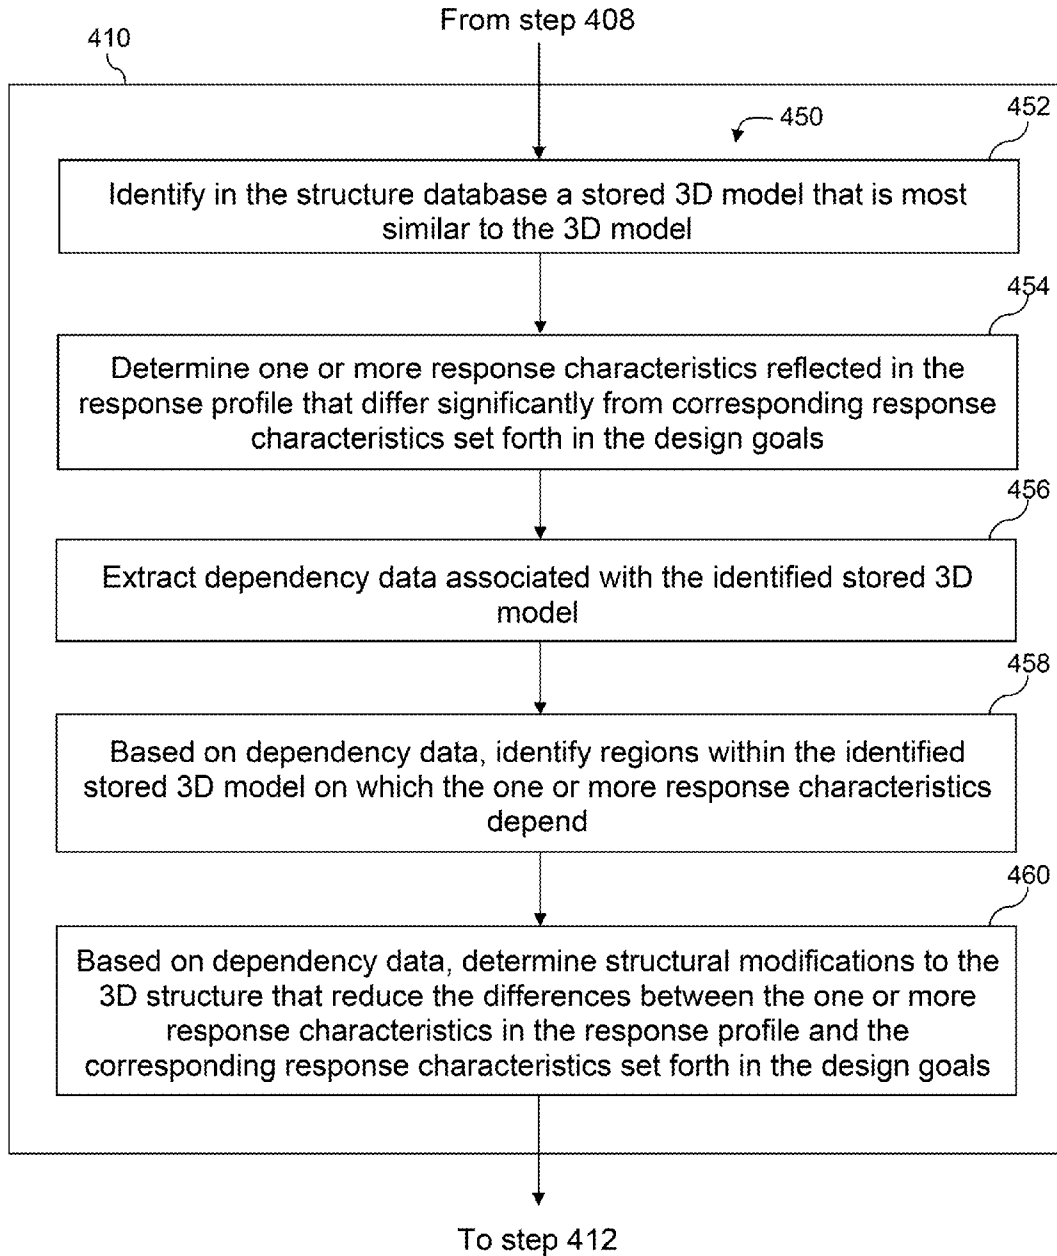 From step 408
410
450
452
Identify in the structure database a stored 3D model that is most
similar to the 3D model
454
Determine one or more response characteristics reflected in the
response profile that differ significantly from corresponding response
characteristics set forth in the design goals
456
Extract dependency data associated with the identified stored 3D
model
458
Based on dependency data, identify regions within the identified
stored 3D model on which the one or more response characteristics
depend
460
Based on dependency data, determine structural modifications to the
3D structure that reduce the differences between the one or more
response characteristics in the response profile and the
corresponding response characteristics set forth in the design goals
To step 412